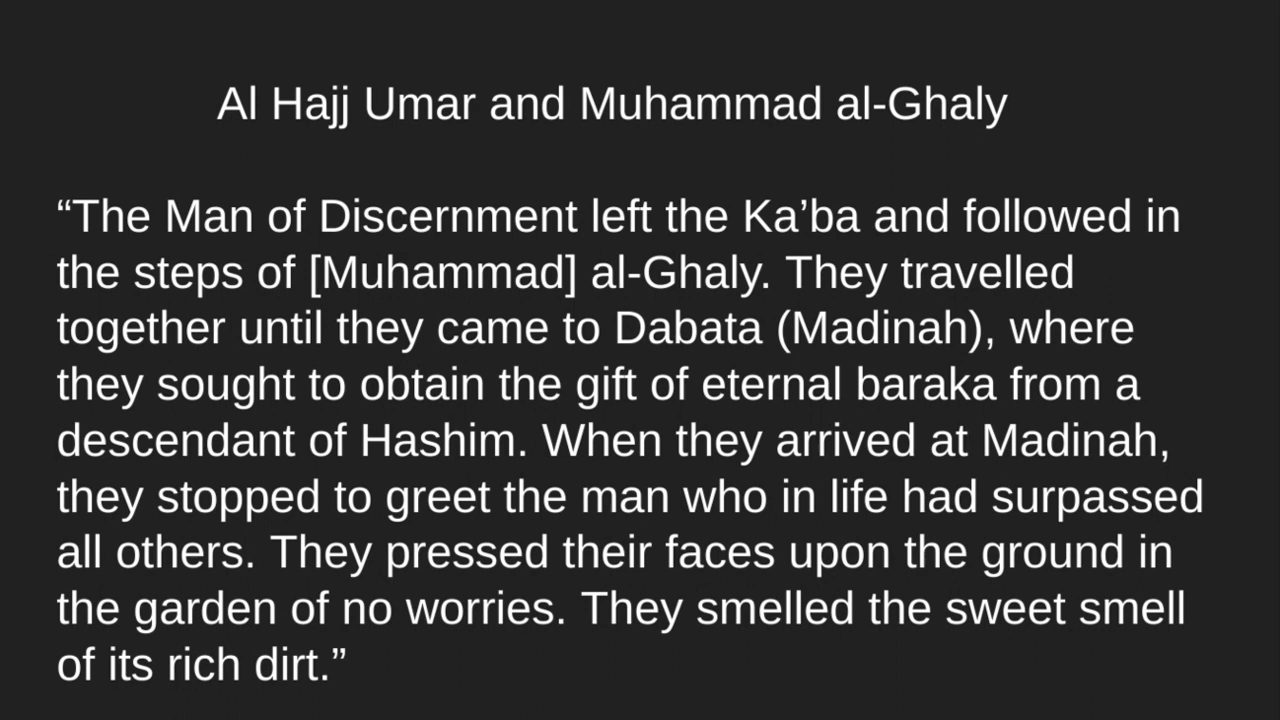 Al Hajj Umar and Muhammad al-Ghaly
“The Man of Discernment left the Ka’ba and followed in
the steps of [Muhammad] al-Ghaly. They travelled
together until they came to Dabata (Madinah), where
they sought to obtain the gift of eternal baraka from a
descendant of Hashim. When they arrived at Madinah,
they stopped to greet the man who in life had surpassed
all others. They pressed their faces upon the ground in
the garden of no worries. They smelled the sweet smell
of its rich dirt.”